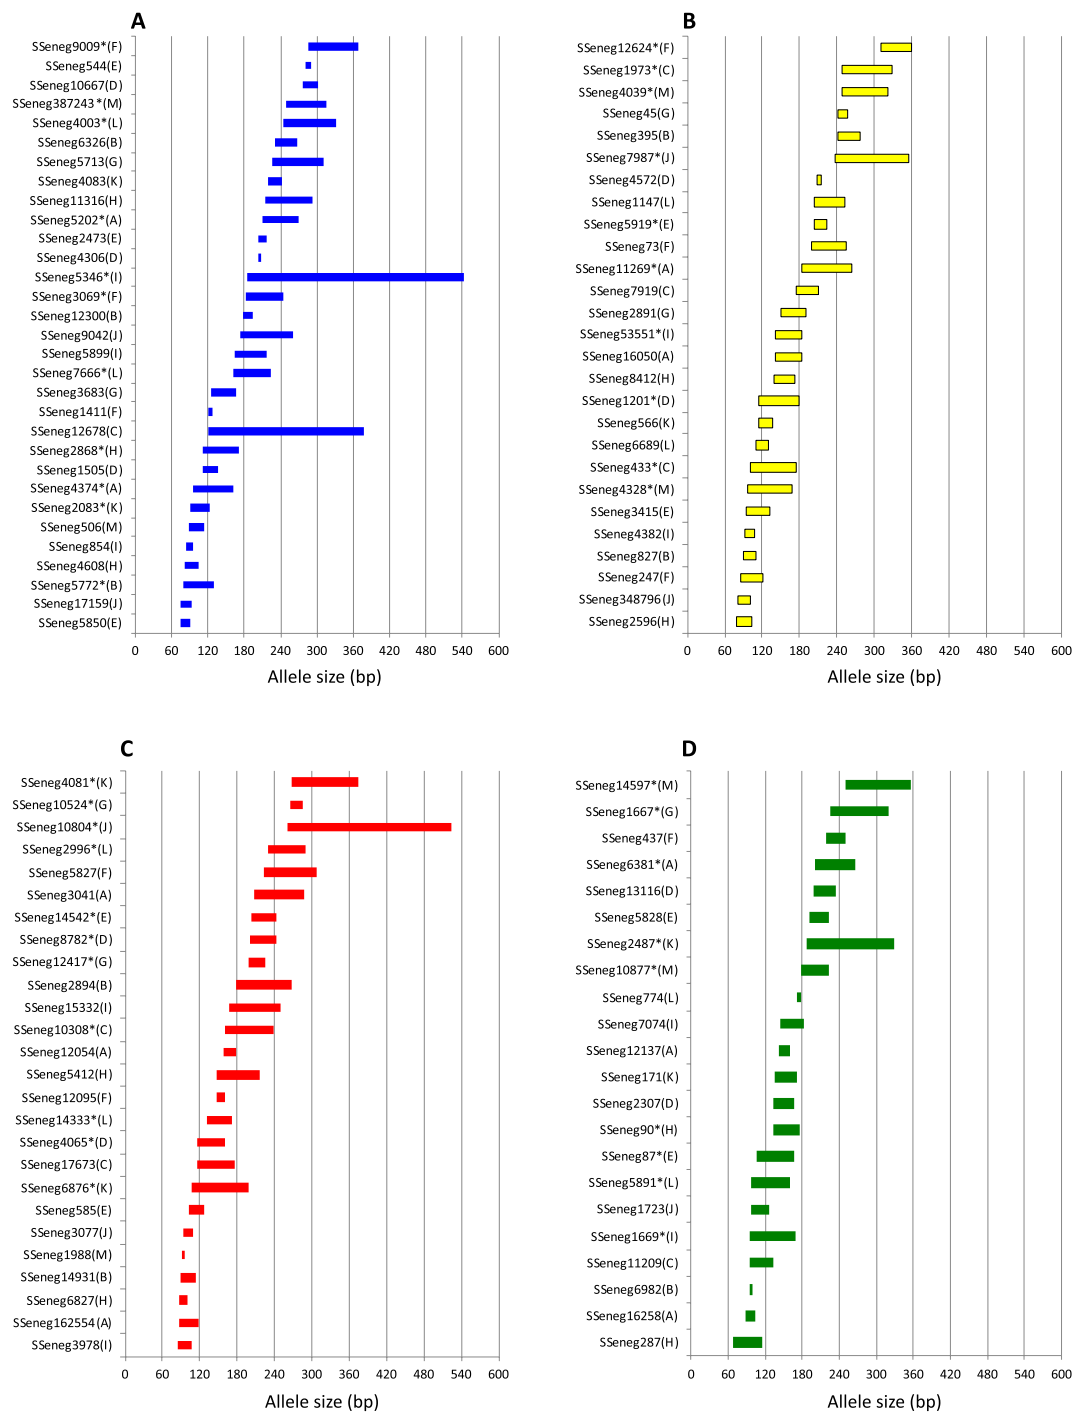 A
SSeneg9009*(F)
SSeneg544(E)
SSeneg10667(D)
SSeneg387243*(M)
SSeneg4003*(L)
SSeneg6326(B)
SSeneg5713(G)
SSeneg4083(K)
SSeneg11316(H)
SSeneg5202*(A)
SSeneg2473(E)
SSeneg4306(D)
SSeneg5346*(I)
SSeneg3069*(F)
SSeneg12300(B)
SSeneg9042(J)
SSeneg5899(I)
SSeneg7666*(L)
SSeneg3683(G)
SSeneg1411(F)
SSeneg12678(C)
SSeneg2868*(H)
SSeneg1505(D)
SSeneg4374*(A)
SSeneg2083*(K)
SSeneg506(M)
SSeneg854(I)
SSeneg4608(H)
SSeneg5772*(B)
SSeneg17159(J)
SSeneg5850(E)
0 60 120 180 240 300 360 420 480 540 600
Allele size (bp)
B
SSeneg12624*(F)
SSeneg1973*(C)
SSeneg4039*(M)
SSeneg45(G)
SSeneg395(B)
SSeneg7987*(J)
SSeneg4572(D)
SSeneg1147(L)
SSeneg5919*(E)
SSeneg73(F)
SSeneg11269*(A)
SSeneg7919(C)
SSeneg2891(G)
SSeneg53551*(I)
SSeneg16050(A)
SSeneg8412(H)
SSeneg1201*(D)
SSeneg566(K)
SSeneg6689(L)
SSeneg433*(C)
SSeneg4328*(M)
SSeneg3415(E)
SSeneg4382(I)
SSeneg827(B)
SSeneg247(F)
SSeneg348796(J)
SSeneg2596(H)
0 60 120 180 240 300 360 420 480 540 600
Allele size (bp)
C
SSeneg4081*(K)
SSeneg10524*(G)
SSeneg10804*(J)
SSeneg2996*(L)
SSeneg5827(F)
SSeneg3041(A)
SSeneg14542*(E)
SSeneg8782*(D)
SSeneg12417*(G)
SSeneg2894(B)
SSeneg15332(I)
SSeneg10308*(C)
SSeneg12054(A)
SSeneg5412(H)
SSeneg12095(F)
SSeneg14333*(L)
SSeneg4065*(D)
SSeneg17673(C)
SSeneg6876*(K)
SSeneg585(E)
SSeneg3077(J)
SSeneg1988(M)
SSeneg14931(B)
SSeneg6827(H)
SSeneg162554(A)
SSeneg3978(I)
0 60 120 180 240 300 360 420 480 540 600
Allele size (bp)
D
SSeneg14597*(M)
SSeneg1667*(G)
SSeneg437(F)
SSeneg6381*(A)
SSeneg13116(D)
SSeneg5828(E)
SSeneg2487*(K)
SSeneg10877*(M)
SSeneg774(L)
SSeneg7074(I)
SSeneg12137(A)
SSeneg171(K)
SSeneg2307(D)
SSeneg90*(H)
SSeneg87*(E)
SSeneg5891*(L)
SSeneg1723(J)
SSeneg1669*(I)
SSeneg11209(C)
SSeneg6982(B)
SSeneg16258(A)
SSeneg287(H)
0 60 120 180 240 300 360 420 480 540 600
Allele size (bp)